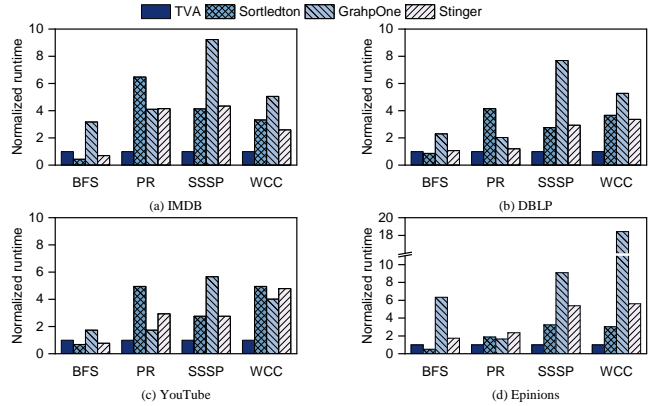 TVA Sortledton GrahpOne Stinger
Normalized runtime
10
8
6
4
2
0
BFS PR SSSP WCC
(a) IMDB
Normalized runtime
10
8
6
4
2
0
BFS PR SSSP WCC
(b) DBLP
Normalized runtime
10
8
6
4
2
0
BFS PR SSSP WCC
(c) YouTube
Normalized runtime
20
18
10
8
6
4
2
0
BFS PR SSSP WCC
(d) Epinions